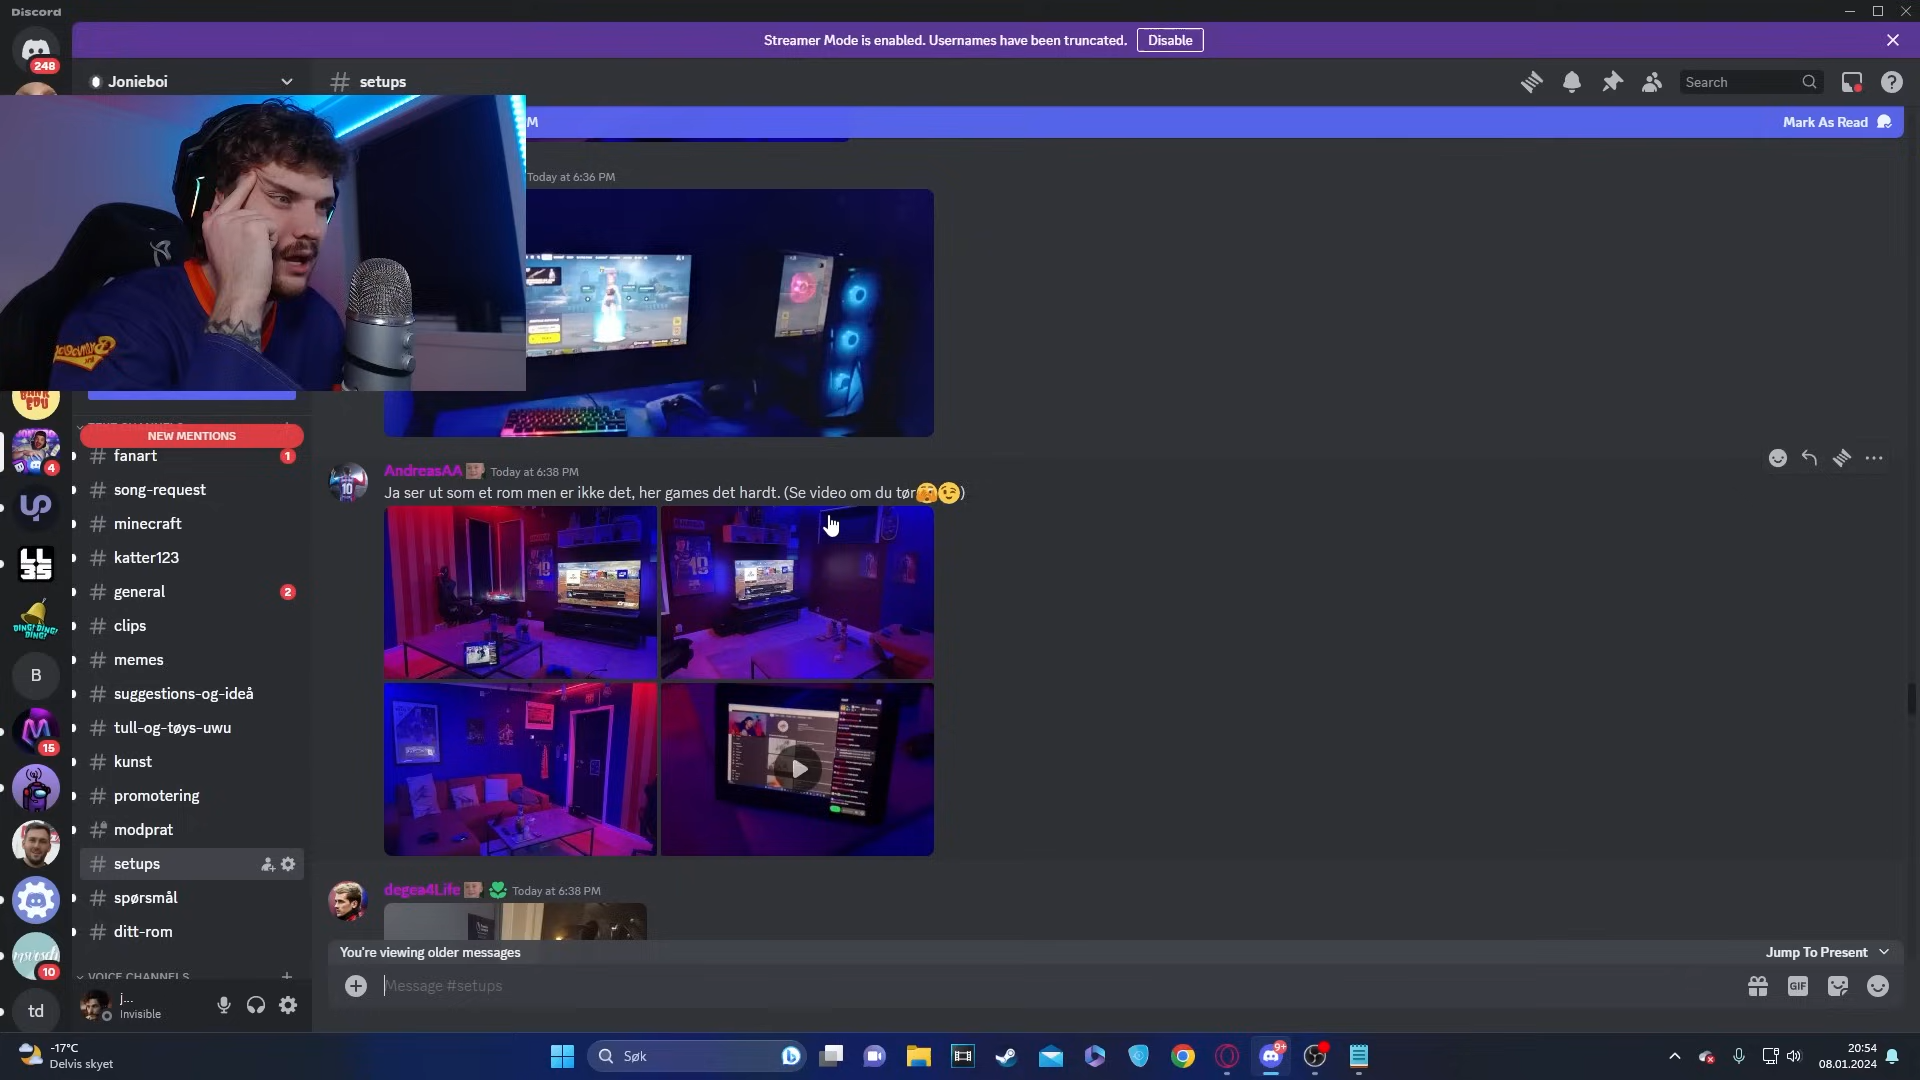 Discord
Streamer Mode is enabled. Usernames have been truncated.
Disable
248
Jonieboi
setups
Search
M
Mark As Read
Today at 6:36 PM
NEW MENTIONS
fanart
1
song-request
minecraft
katter123
general
2
clips
memes
suggestions-og-ideå
tull-og-tøys-uwu
kunst
promotering
modprat
setups
spørsmål
ditt-rom
VOICE CHANNELS
4
DING! DING! DING!
B
15
10
td
AndreasAA Today at 6:38 PM
Ja ser ut som et rom men er ikke det, her games det hardt. (Se video om du tør🫣😉)
degea4Life Today at 6:38 PM
You're viewing older messages
Jump To Present
Message #setups
GIF
j...
Invisible
-17°C
Delvis skyet
Søk
9+
20:54
08.01.2024